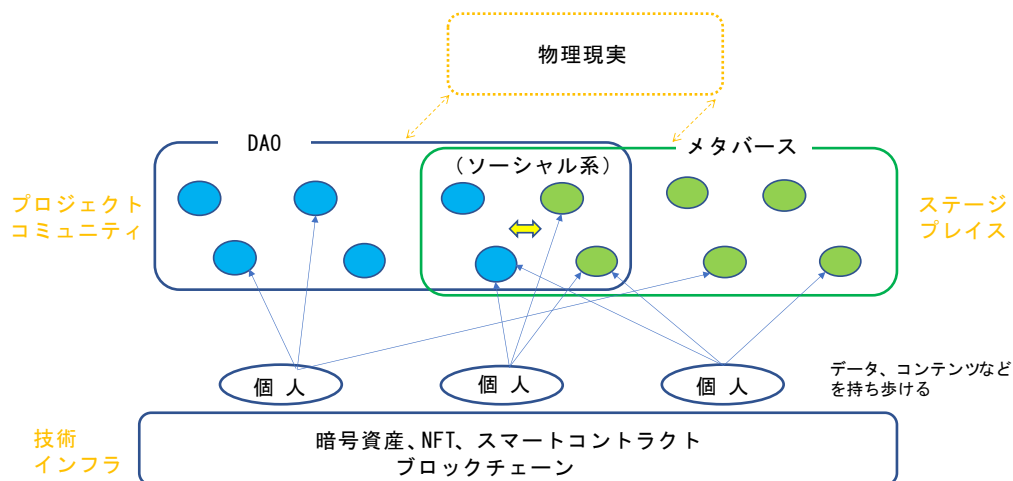 物理現実
DAO
メタバース
(ソーシャル系)
プロジェクト
コミュニティ
ステージ
プレイス
個人
個人
個人
データ、コンテンツなど
を持ち歩ける
技術
インフラ
暗号資産、NFT、スマートコントラクト
ブロックチェーン